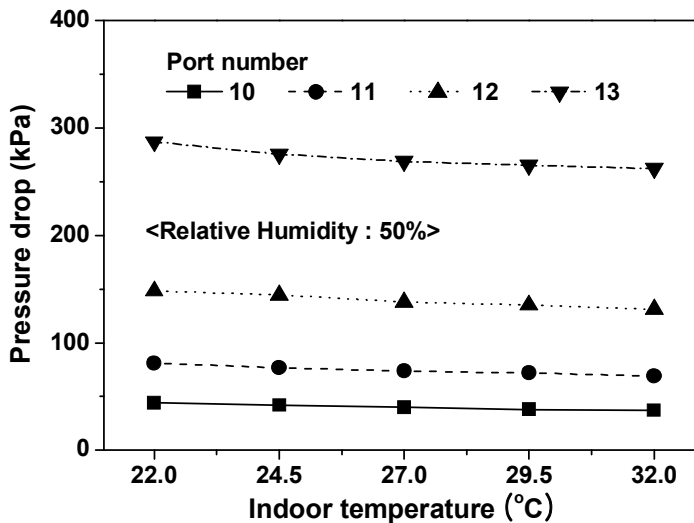 400
300
200
100
0
Pressure drop (kPa)
Port number
10 11 12 13
<Relative Humidity : 50%>
22.0 24.5 27.0 29.5 32.0
Indoor temperature (°C)